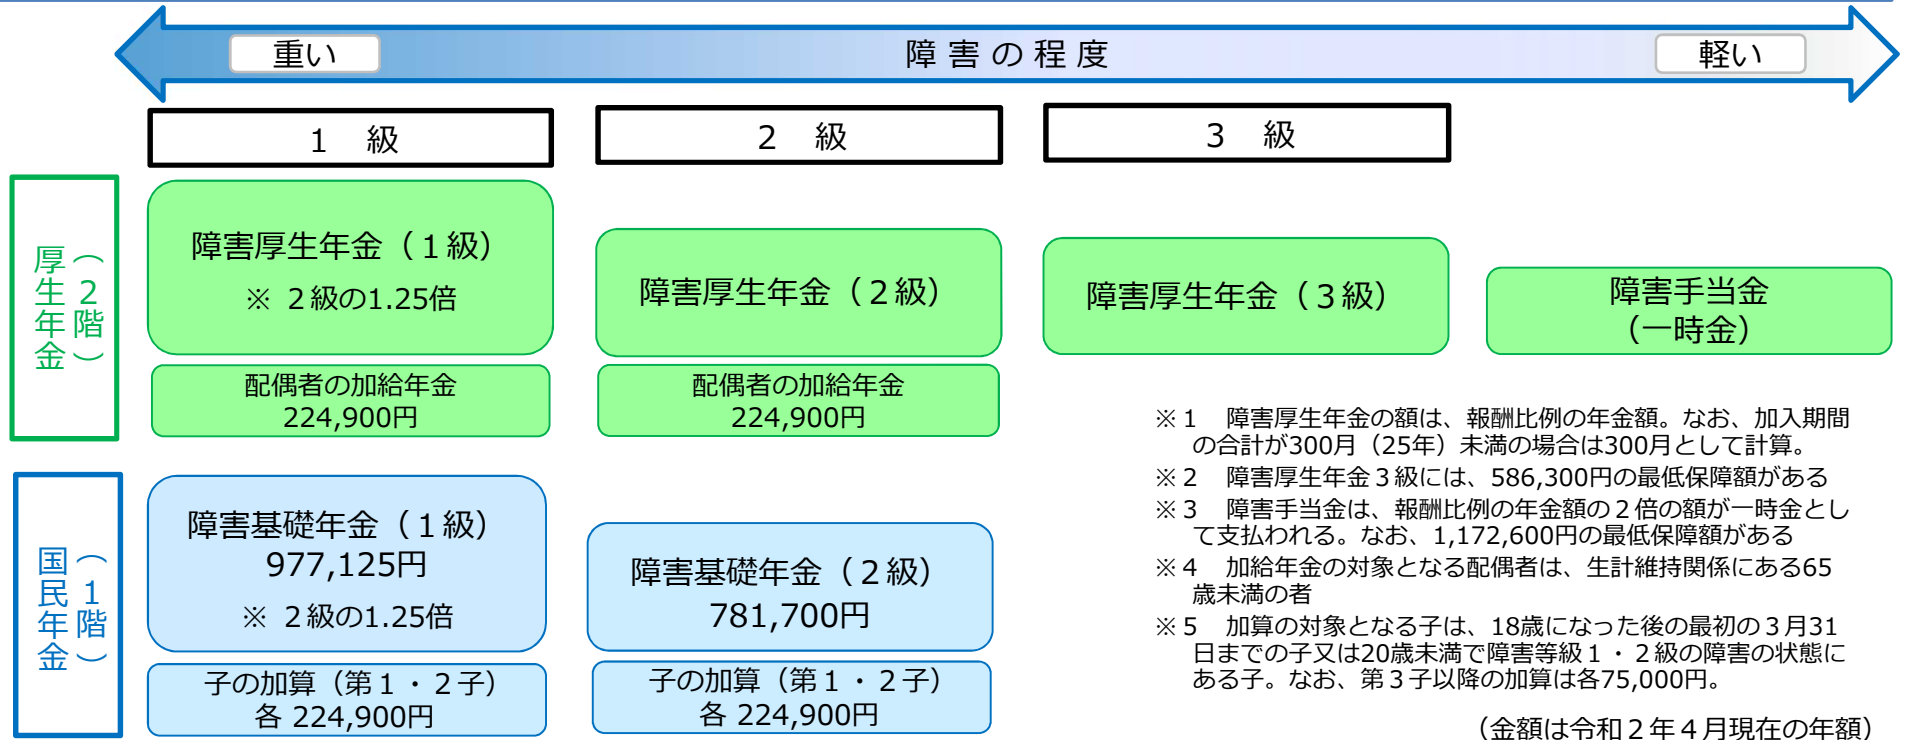 重い
障害の程度
軽い
１　級
２　級
３　級
厚生年金
（２階）
障害厚生年金（１級）
※ ２級の1.25倍
障害厚生年金（２級）
障害厚生年金（３級）
障害手当金
（一時金）
配偶者の加給年金
224,900円
配偶者の加給年金
224,900円
国民年金
（１階）
障害基礎年金（１級）
977,125円
※ ２級の1.25倍
障害基礎年金（２級）
781,700円
子の加算（第１・２子）
各 224,900円
子の加算（第１・２子）
各 224,900円
※１　障害厚生年金の額は、報酬比例の年金額。なお、加入期間
の合計が300月（25年）未満の場合は300月として計算。
※２　障害厚生年金３級には、586,300円の最低保障額がある
※３　障害手当金は、報酬比例の年金額の２倍の額が一時金とし
て支払われる。なお、1,172,600円の最低保障額がある
※４　加給年金の対象となる配偶者は、生計維持関係にある65
歳未満の者
※５　加算の対象となる子は、18歳になった後の最初の３月31
日までの子又は20歳未満で障害等級１・２級の障害の状態に
ある子。なお、第３子以降の加算は各75,000円。
（金額は令和２年４月現在の年額）